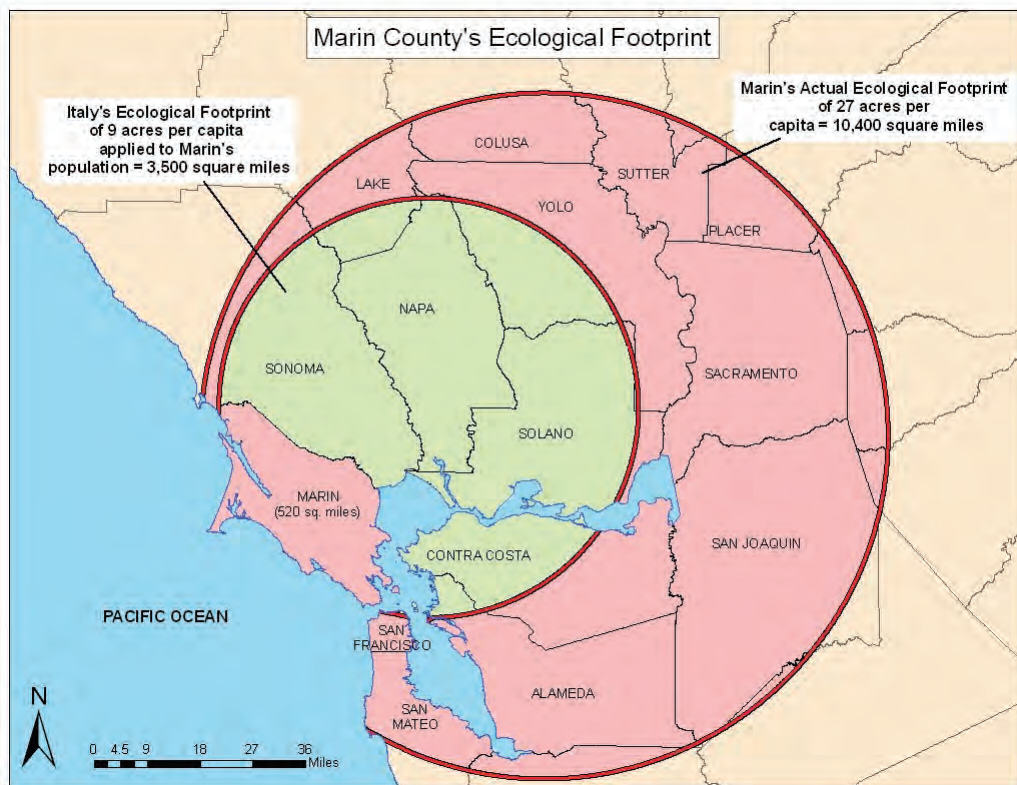 Marin County's Ecological Footprint
Italy's Ecological Footprint
of 9 acres per capita
applied to Marin's
population = 3,500 square miles
Marin's Actual Ecological Footprint
of 27 acres per
capita = 10,400 square miles
COLUSA
LAKE
SUTTER
YOLO
PLACER
NAPA
SONOMA
SACRAMENTO
SOLANO
MARIN
(520 sq. miles)
SAN JOAQUIN
CONTRA COSTA
PACIFIC OCEAN
SAN
FRANCISCO
ALAMEDA
SAN
MATEO
N
0 4.5 9 18 27 36
Miles